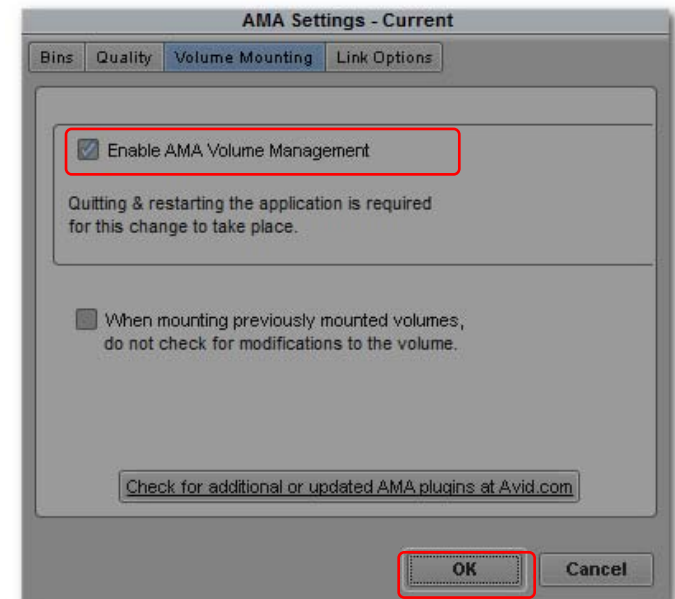 AMA Settings - Current
Bins Quality Volume Mounting Link Options
Enable AMA Volume Management
Quitting & restarting the application is required
for this change to take place.
When mounting previously mounted volumes,
do not check for modifications to the volume.
Check for additional or updated AMA plugins at Avid.com
OK Cancel